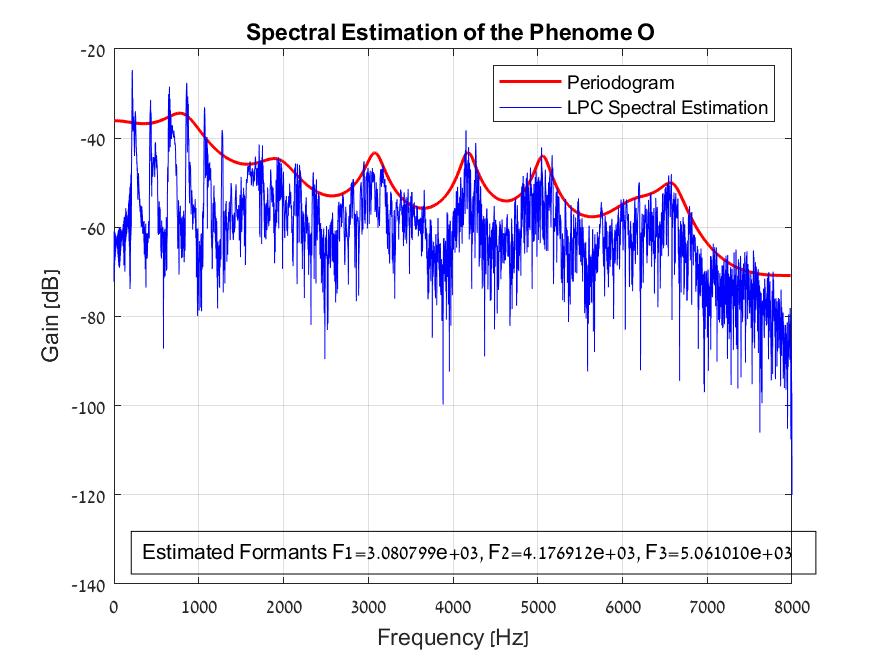 Spectral Estimation of the Phenome O
Periodogram
LPC Spectral Estimation
Gain [dB]
-20
-40
-60
-80
-100
-120
-140
Estimated Formants F1=3.080799e+03, F2=4.176912e+03, F3=5.061010e+03
0 1000 2000 3000 4000 5000 6000 7000 8000
Frequency [Hz]